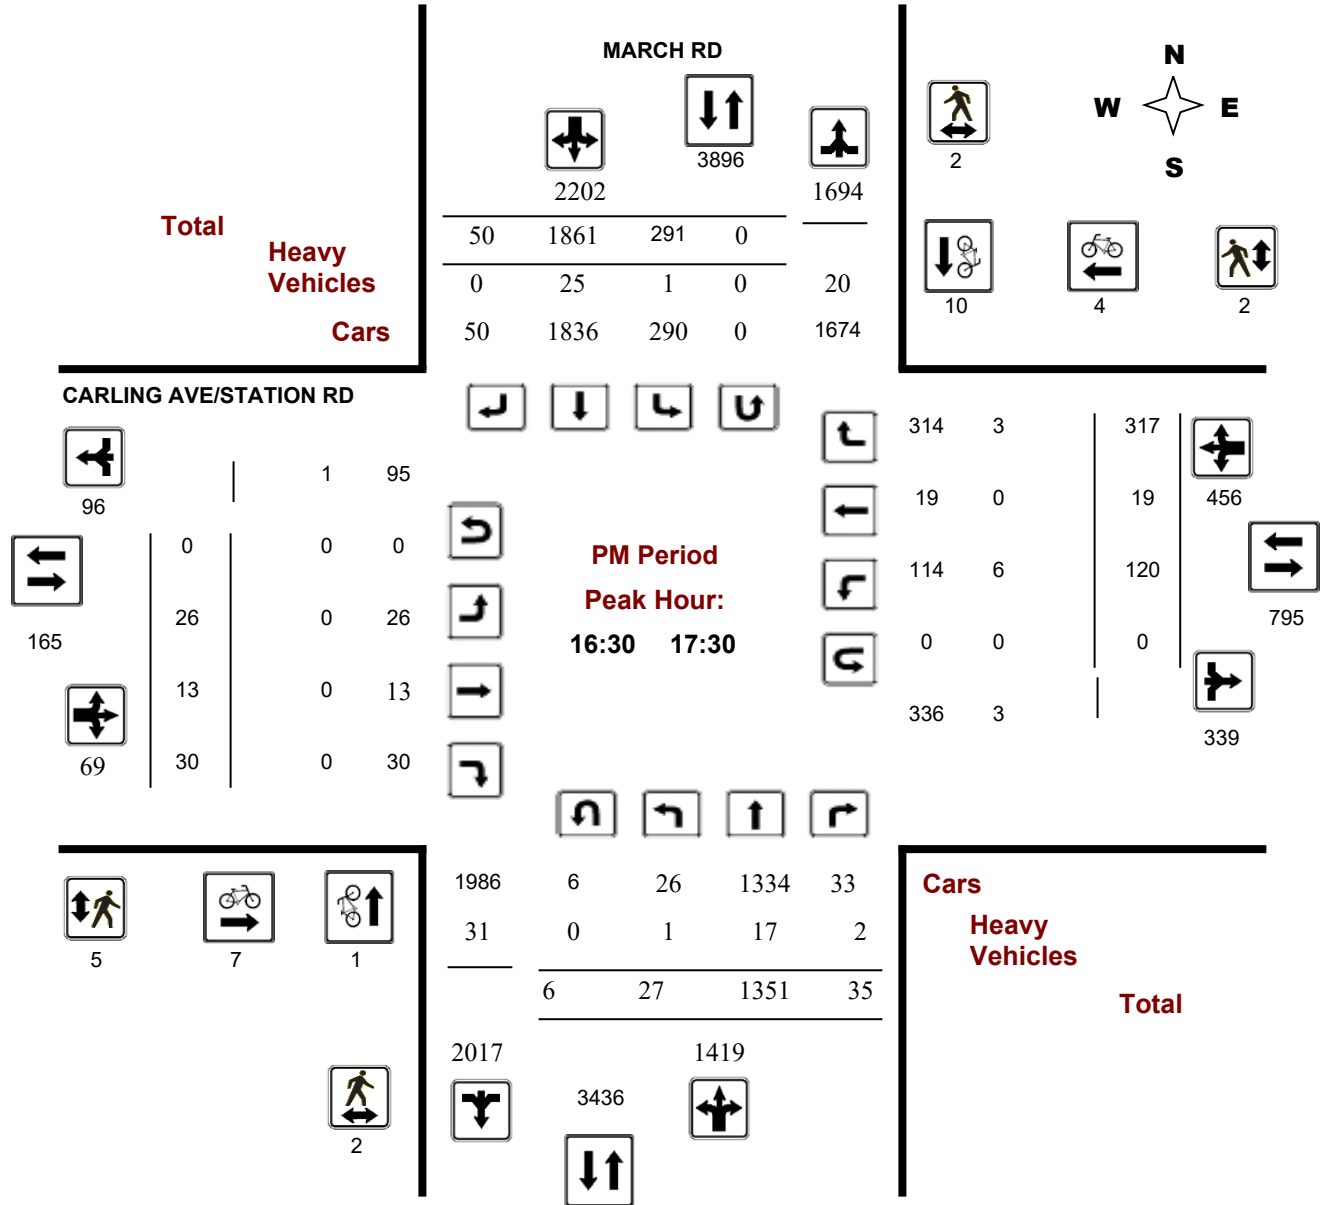 MARCH RD
N
W E
S
3896
2
2202 1694
Total
50 1861 291 0
Heavy
Vehicles
0 25 1 0 20
10 4 2
Cars
50 1836 290 0 1674
CARLING AVE/STATION RD
314 3 317
1 95
456
96
19 0 19
0 0 0
PM Period
114 6 120
Peak Hour:
26 0 26
795
165
16:30 17:30
0 0 0
13 0 13
336 3
339
69
30 0 30
1986 6 26 1334 33
Cars
31 0 1 17 2
Heavy
Vehicles
5 7 1
6 27 1351 35
Total
2017 1419
3436
2